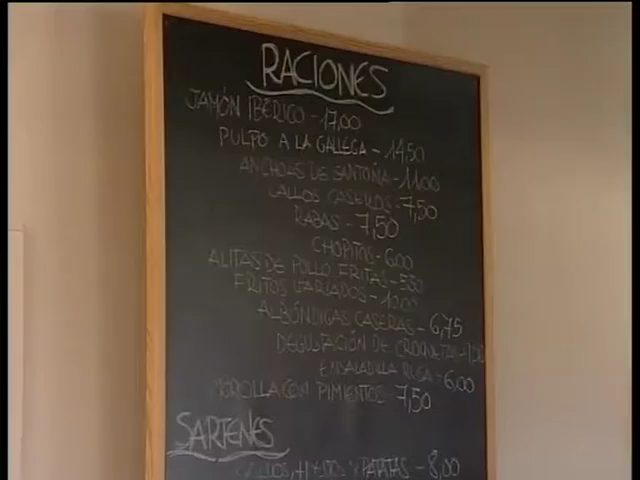 RACIONES
JAMÓN IBÉRICO - 17,00
PULPO A LA GALLEGA - 14,50
ANCHOAS DE SANTOÑA - 11,00
CALLOS CASEROS - 7,50
RABAS - 7,50
CHOPITOS - 6,00
ALITAS DE POLLO FRITAS - 5,50
FRITOS VARIADOS - 10,00
ALBÓNDIGAS CASERAS - 6,75
DEGUSTACIÓN DE CROQUETAS
ENSALADILLA RUSA - 6,00
CON PIMIENTOS 7,50
SARTENES
Y PATATAS - 8,00